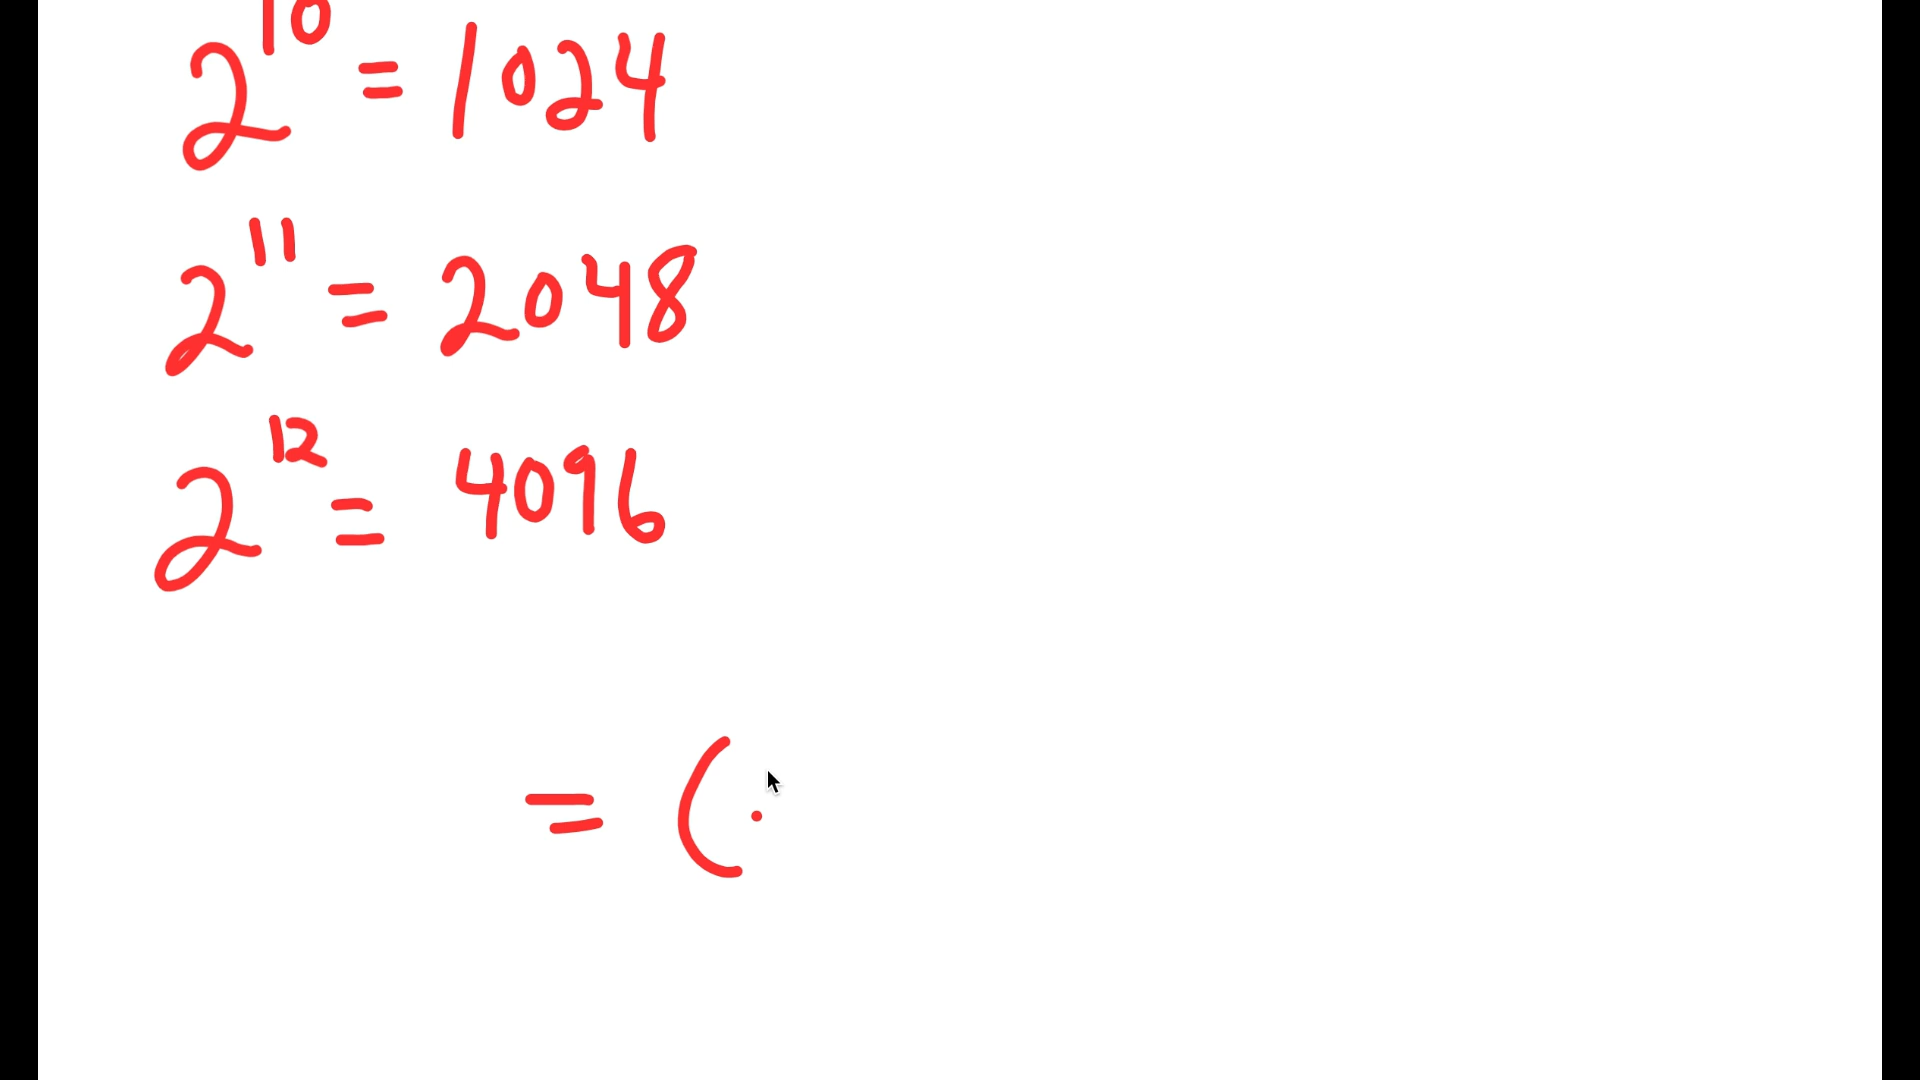 2^10 = 1024
2^11 = 2048
2^12 = 4096
= (.